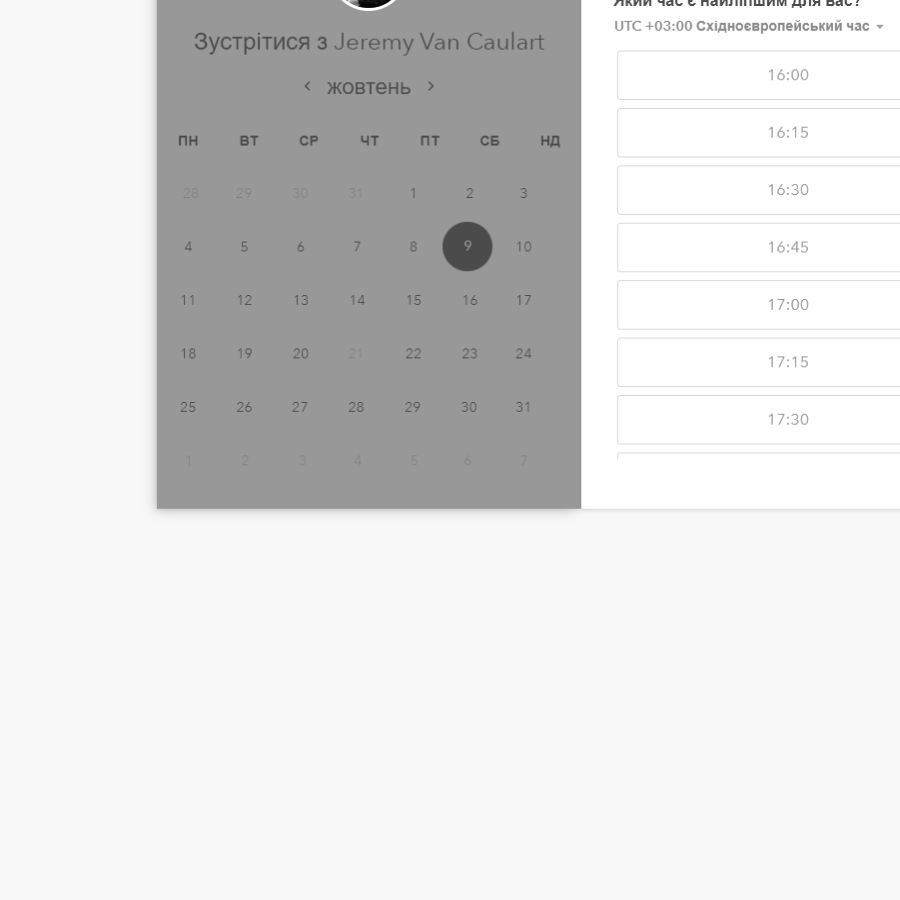 Зустрітися з Jeremy Van Caulart
жовтень
ПН ВТ СР ЧТ ПТ СБ НД
28 29 30 31 1 2 3
4 5 6 7 8 9 10
11 12 13 14 15 16 17
18 19 20 21 22 23 24
25 26 27 28 29 30 31
1 2 3 4 5 6 7
Який час є найліпшим для вас?
UTC +03:00 Східноєвропейський час
16:00
16:15
16:30
16:45
17:00
17:15
17:30